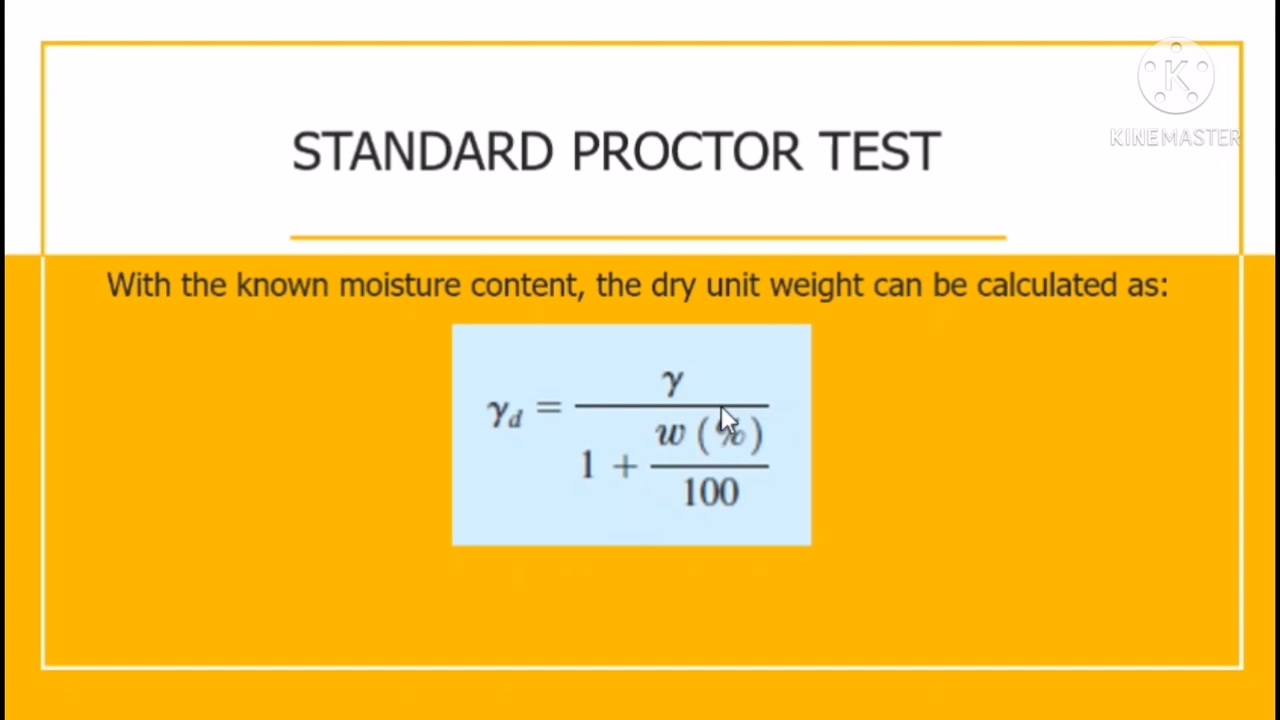 KINEMASTER
STANDARD PROCTOR TEST
With the known moisture content, the dry unit weight can be calculated as:
γd = γ / (1 + w (%) / 100)